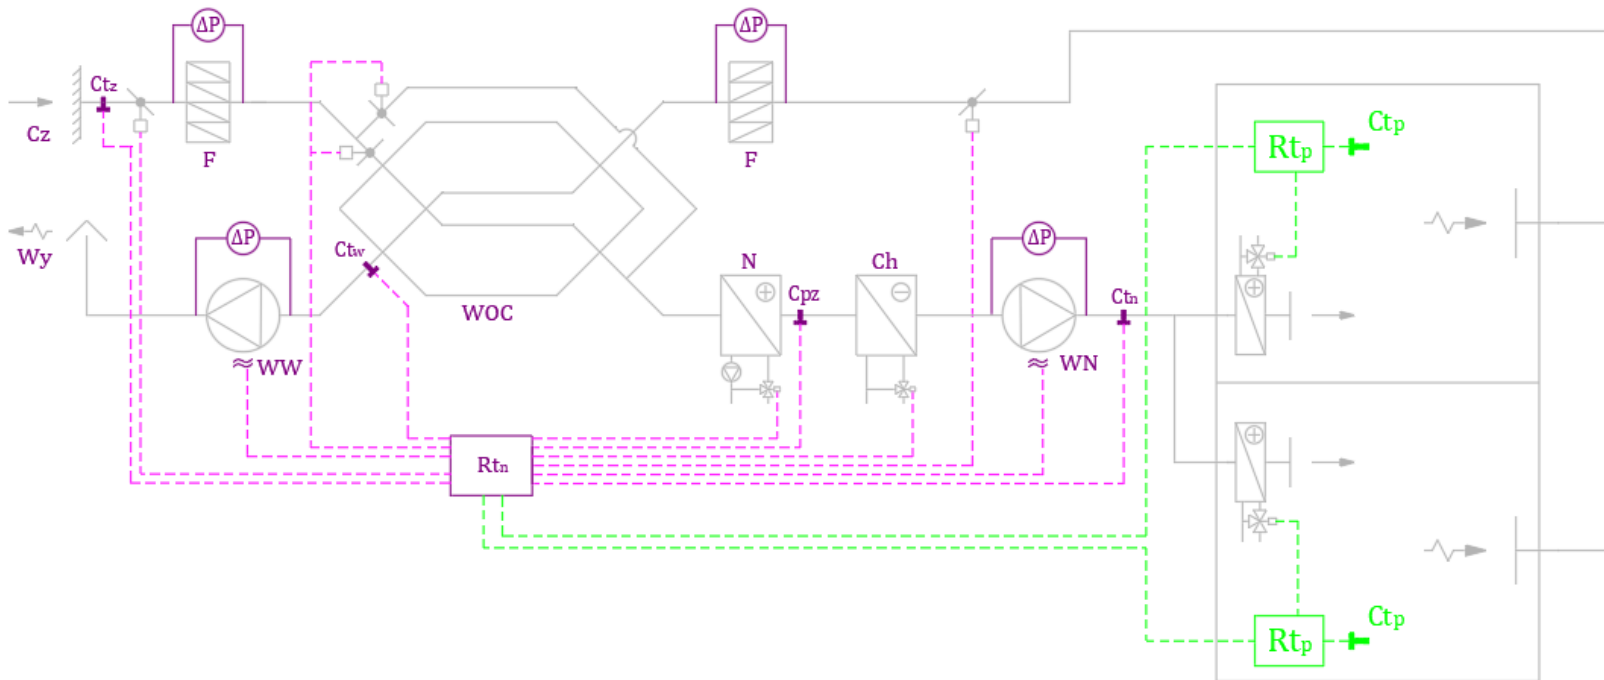 ΔP
ΔP
Ctz
Cz
F
F
Ctp
Rtp
Wy
ΔP
Ctw
WOC
N
Cpz
Ch
ΔP
Ctn
WW
WN
Rtn
Ctp
Rtp